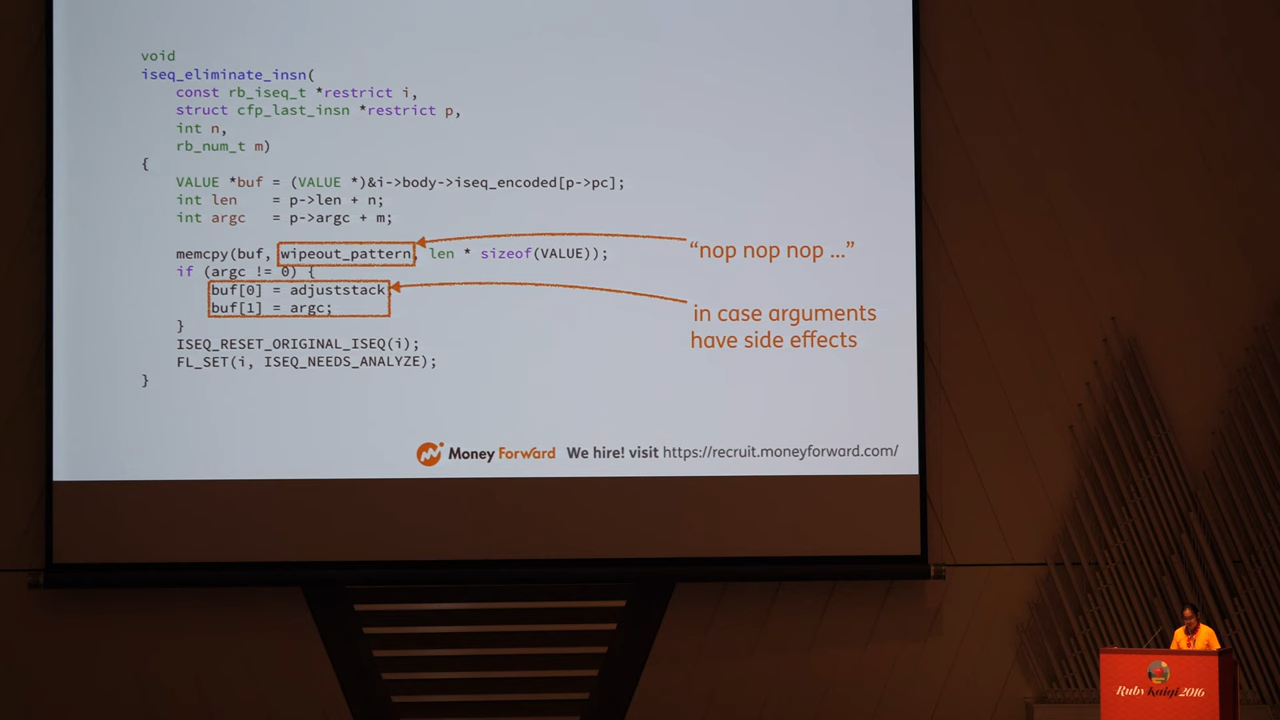 void
iseq_eliminate_insn(
const rb_iseq_t *restrict i,
struct cfp_last_insn *restrict p,
int n,
rb_num_t m)
{
VALUE *buf = (VALUE *)&i->body->iseq_encoded[p->pc];
int len = p->len + n;
int argc = p->argc + m;
memcpy(buf, wipeout_pattern, len * sizeof(VALUE));
“nop nop nop ...”
if (argc != 0) {
buf[0] = adjuststack
buf[1] = argc;
in case arguments
have side effects
}
ISEQ_RESET_ORIGINAL_ISEQ(i);
FL_SET(i, ISEQ_NEEDS_ANALYZE);
}
Money Forward We hire! visit https://recruit.moneyforward.com/
Ruby Kaigi 2016